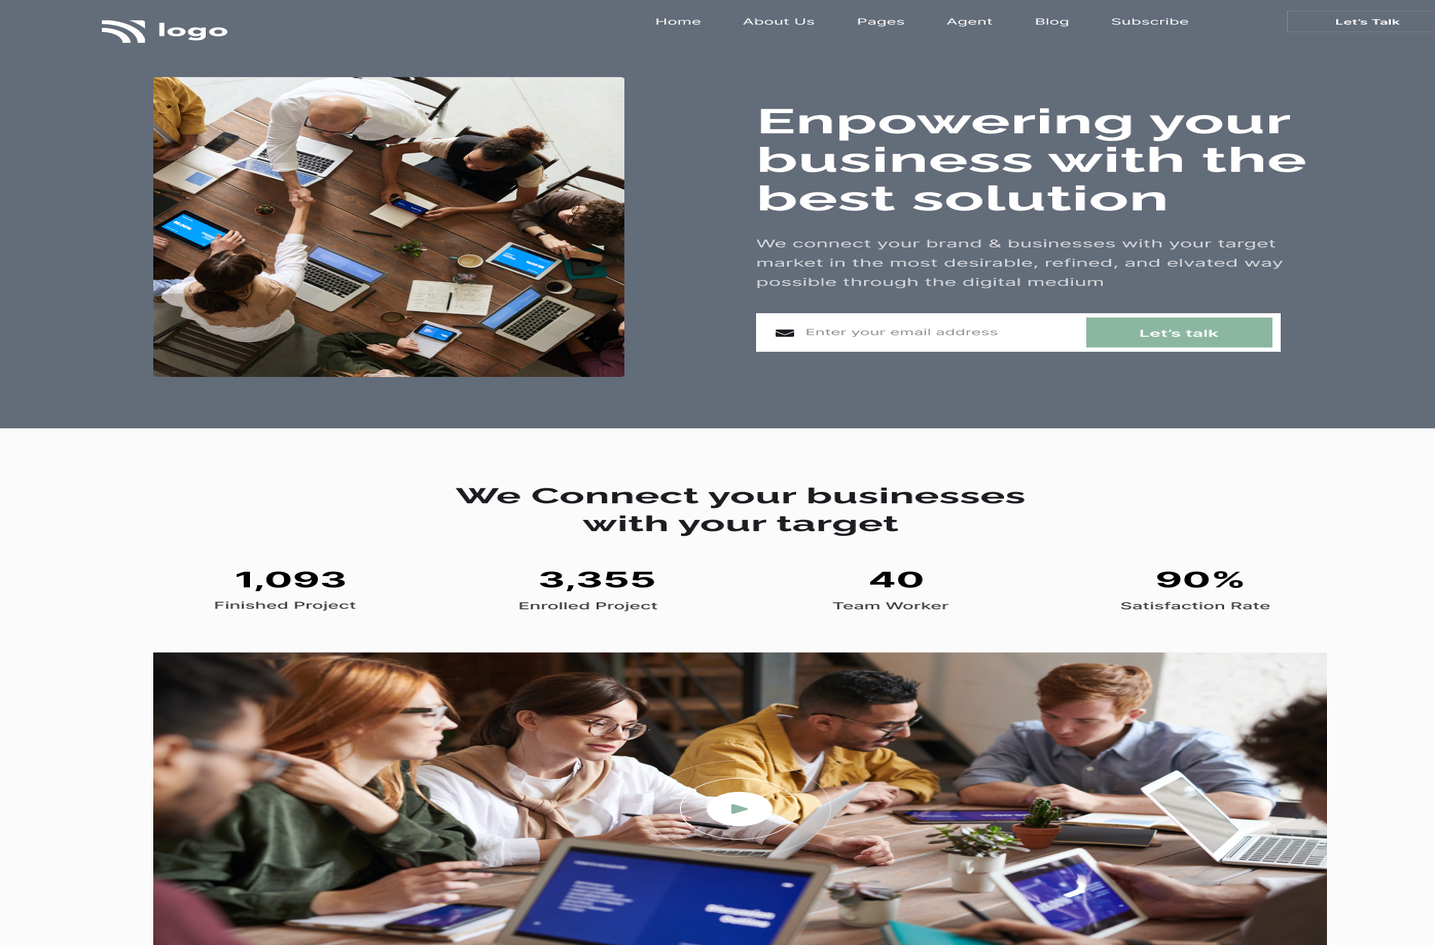 logo
Home About Us Pages Agent Blog Subscribe Let's Talk
Enpowering your
business with the
best solution
We connect your brand & businesses with your target
market in the most desirable, refined, and elvated way
possible through the digital medium
Enter your email address Let's talk
We Connect your businesses
with your target
1,093 3,355 40 90%
Finished Project Enrolled Project Team Worker Satisfaction Rate